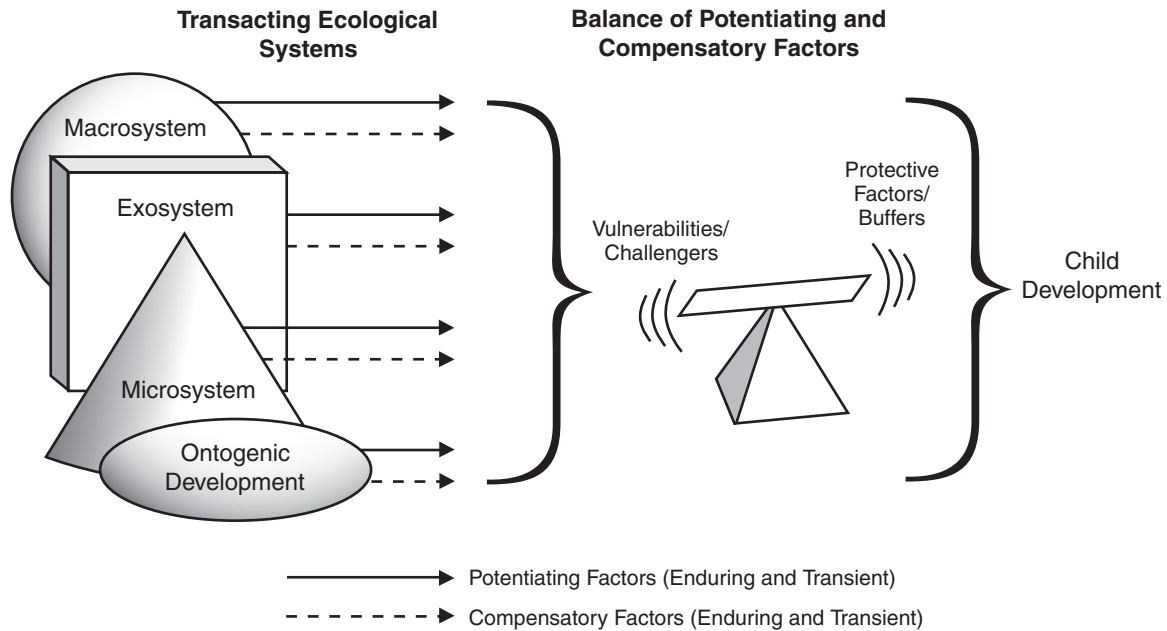 Transacting Ecological
Systems
Balance of Potentiating and
Compensatory Factors
Macrosystem
Exosystem
Microsystem
Ontogenic
Development
Vulnerabilities/
Challengers
Protective
Factors/
Buffers
Child
Development
Potentiating Factors (Enduring and Transient)
Compensatory Factors (Enduring and Transient)